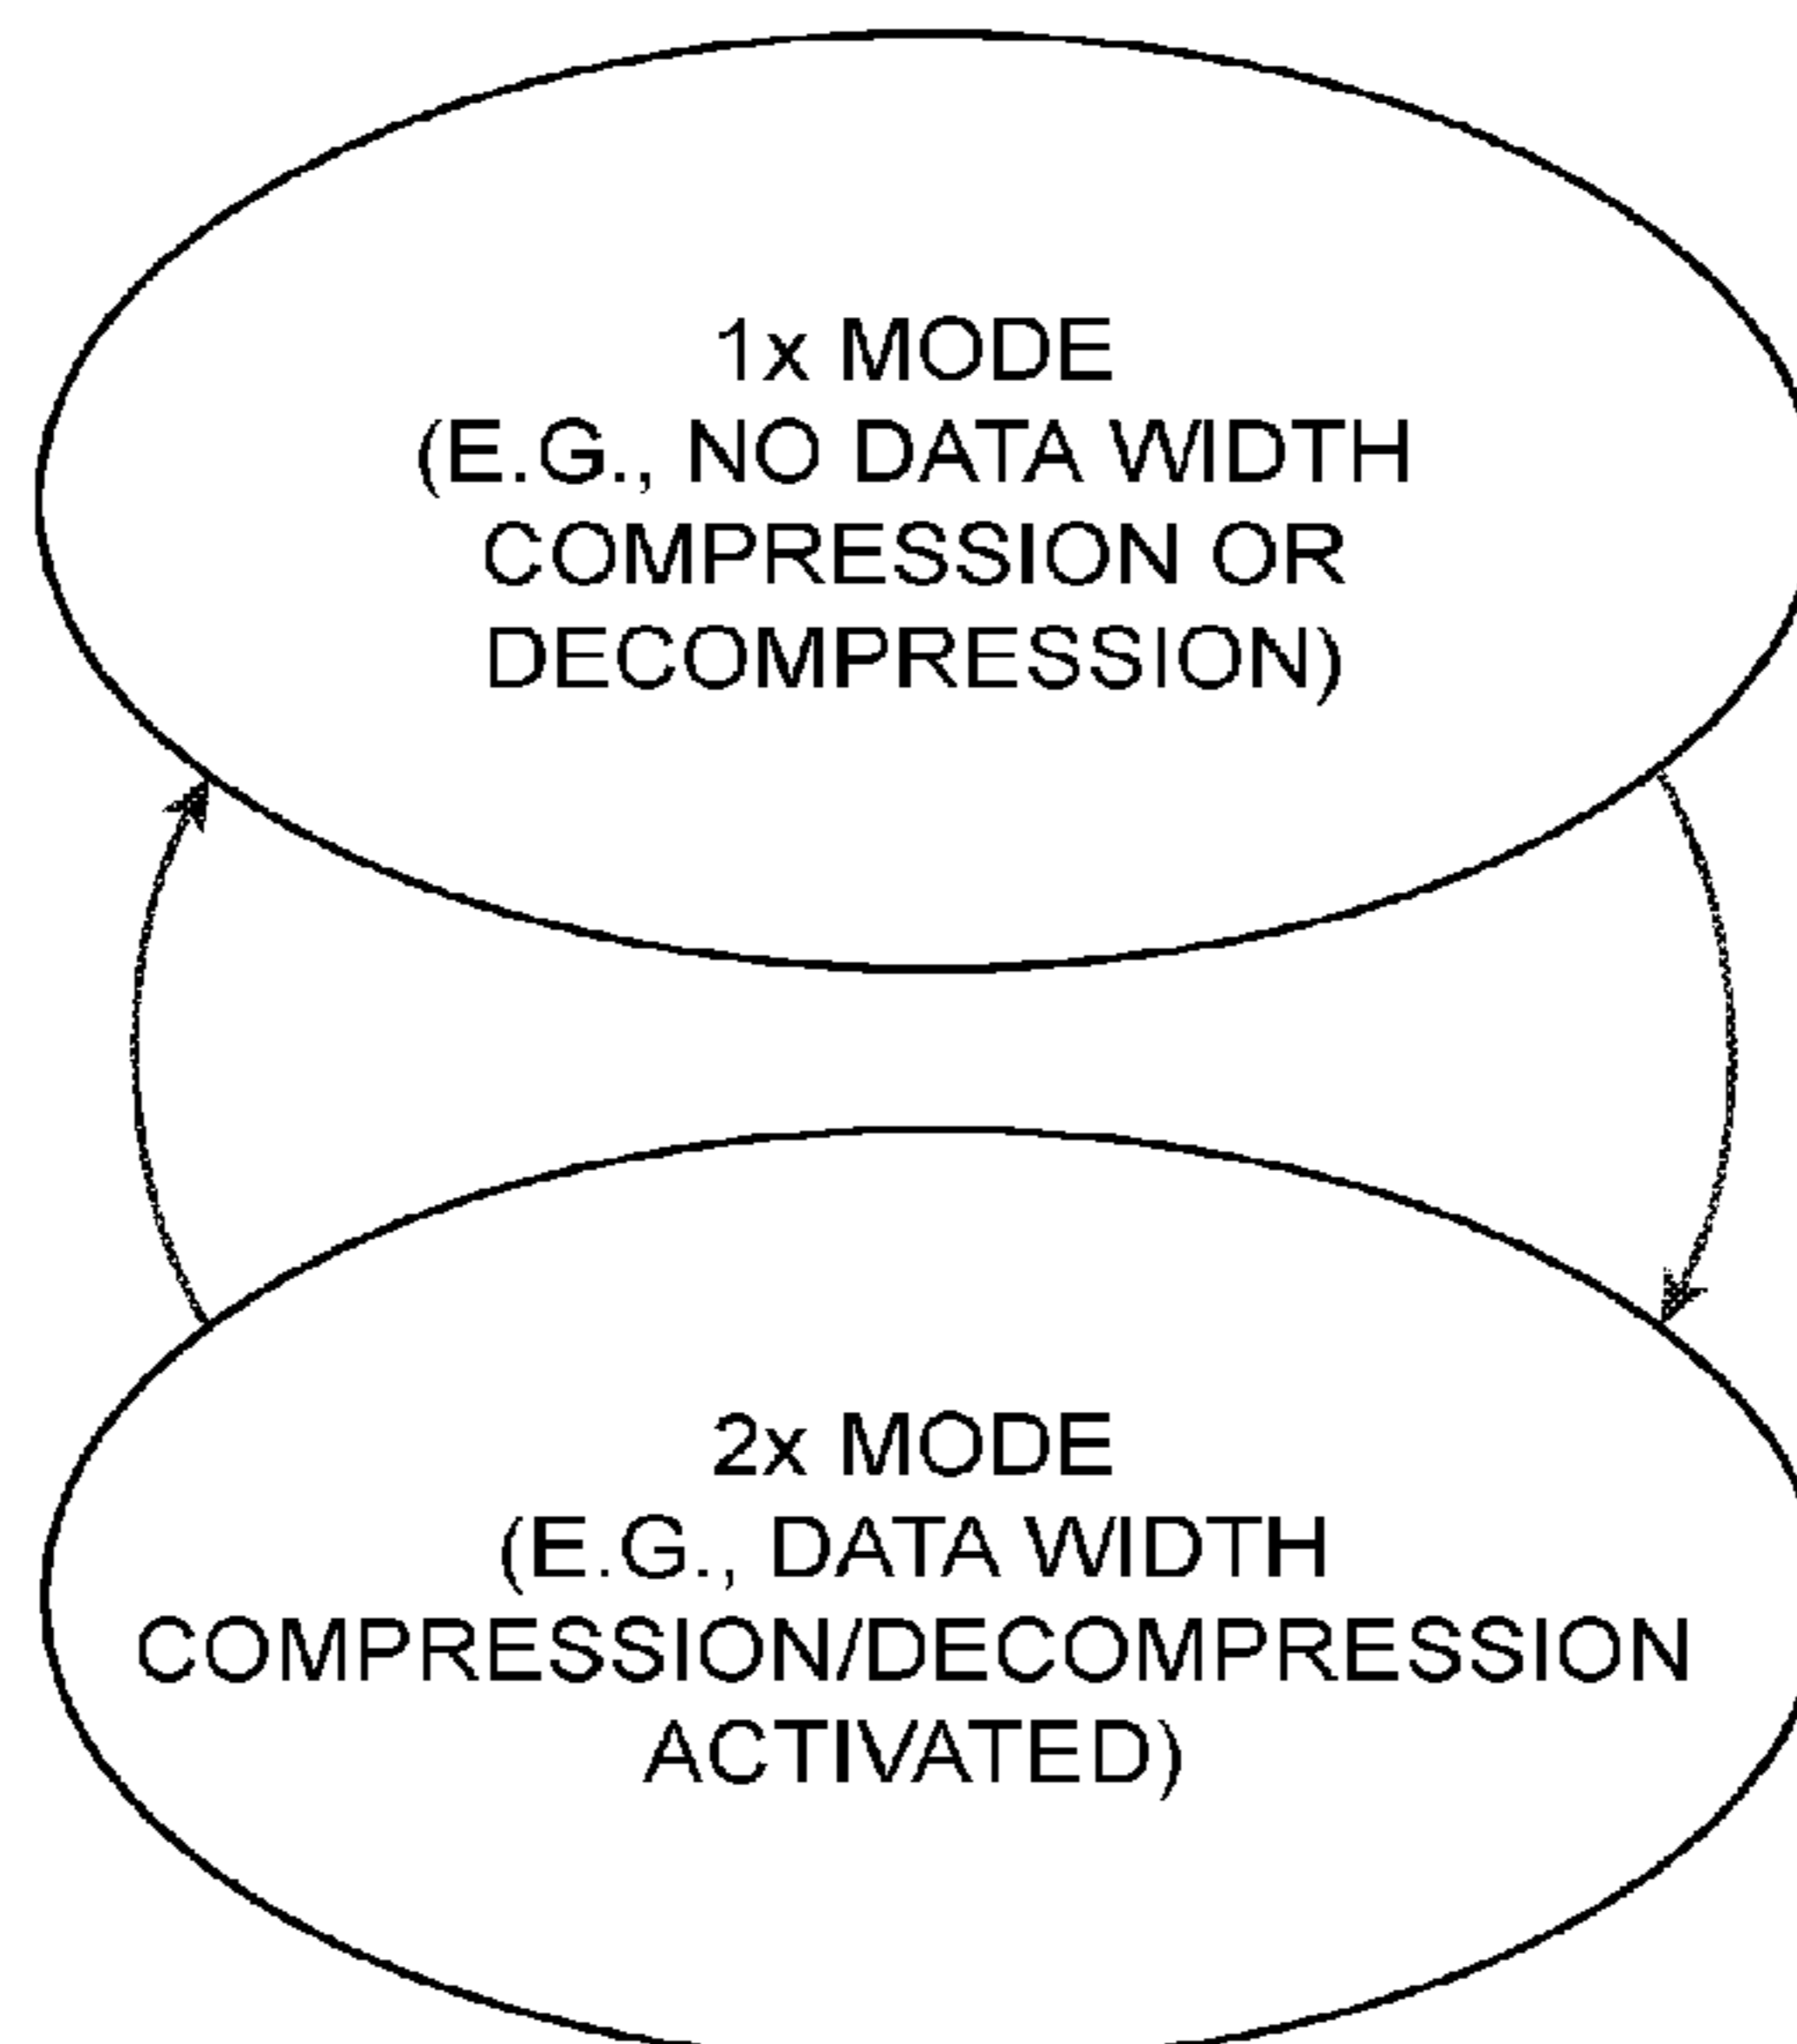 1x MODE
(E.G., NO DATA WIDTH
COMPRESSION OR
DECOMPRESSION)
2x MODE
(E.G., DATA WIDTH
COMPRESSION/DECOMPRESSION
ACTIVATED)